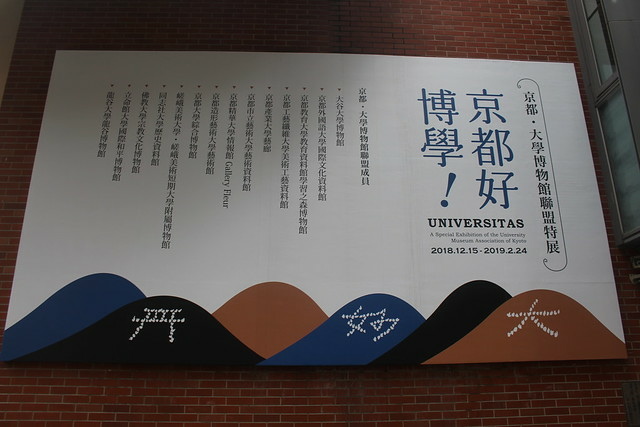 京都・大學博物館聯盟特展
京都好
博學！
UNIVERSITAS
A Special Exhibition of the University
Museum Association of Kyoto
2018.12.15 - 2019.2.24
京都・大學博物館聯盟成員
・大谷大學博物館
・京都外國語大學國際文化資料館
・京都教育大學教育資料館學習之森博物館
・京都工藝纖維大學美術工藝資料館
・京都產業大學藝廊
・京都市立藝術大學藝術資料館
・京都精華大學情報館 Gallery Fleur
・京都造形藝術大學藝術館
・京都大學綜合博物館
・嵯峨美術大學・嵯峨美術短期大學附屬博物館
・同志社大學歷史資料館
・佛教大學宗教文化博物館
・立命館大學國際和平博物館
・龍谷大學龍谷博物館
大
好